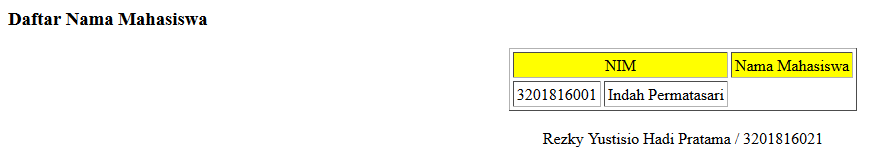 Daftar Nama Mahasiswa
NIM Nama Mahasiswa
3201816001 Indah Permatasari
Rezky Yustisio Hadi Pratama / 3201816021